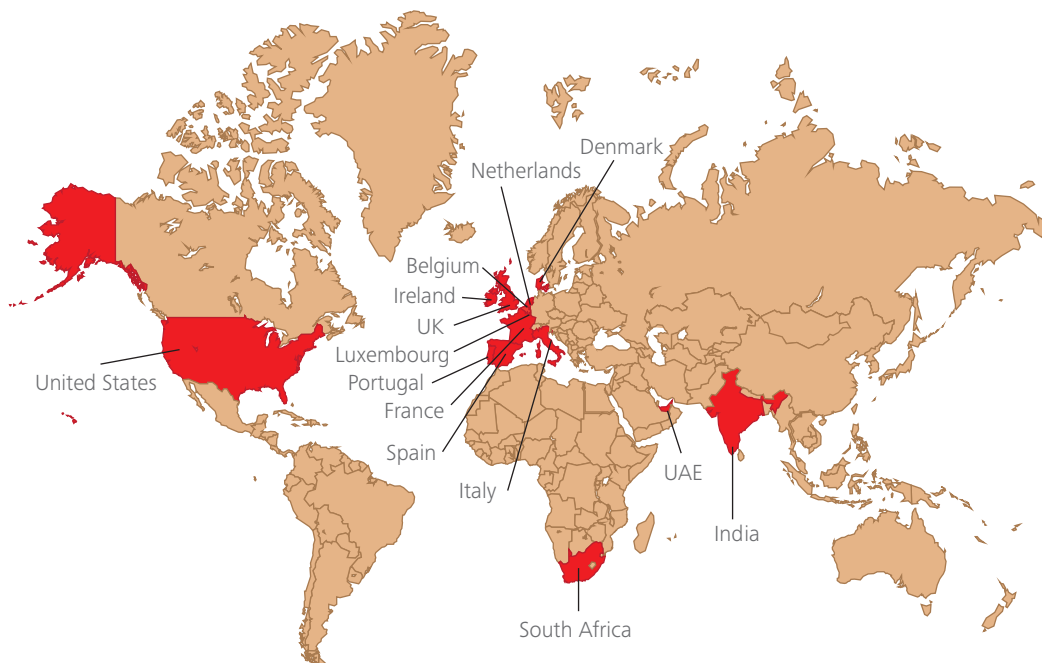 Denmark
Netherlands
Belgium
Ireland
UK
Luxembourg
United States
Portugal
France
Spain
UAE
Italy
India
South Africa